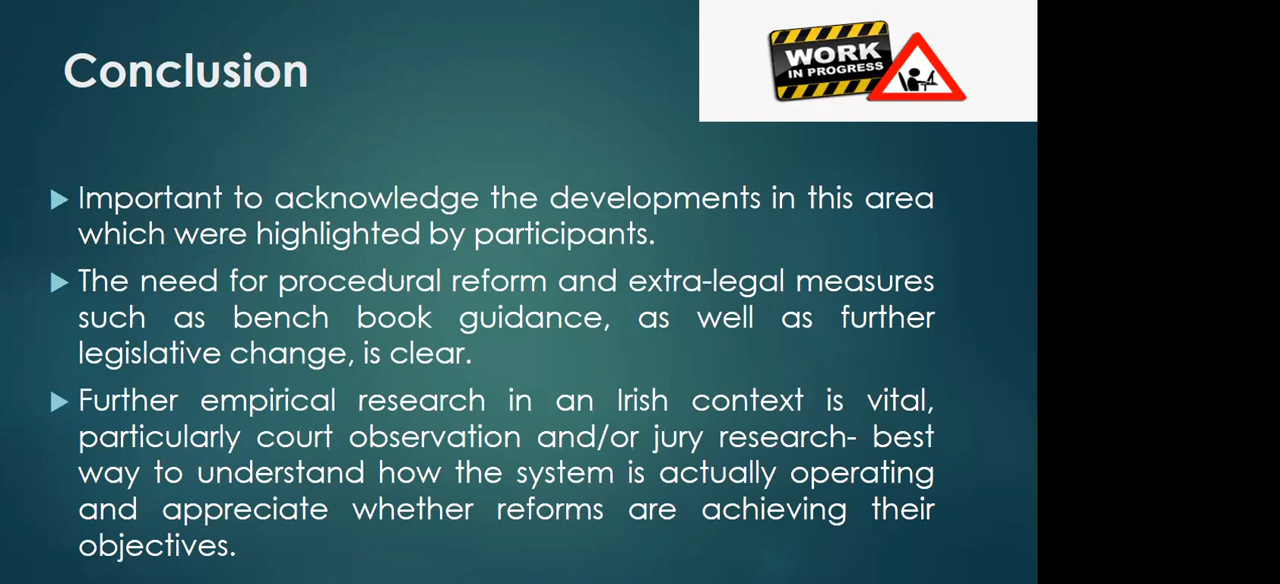 Conclusion
WORK
IN PROGRESS
Important to acknowledge the developments in this area
which were highlighted by participants.
The need for procedural reform and extra-legal measures
such as bench book guidance, as well as further
legislative change, is clear.
Further empirical research in an Irish context is vital,
particularly court observation and/or jury research- best
way to understand how the system is actually operating
and appreciate whether reforms are achieving their
objectives.